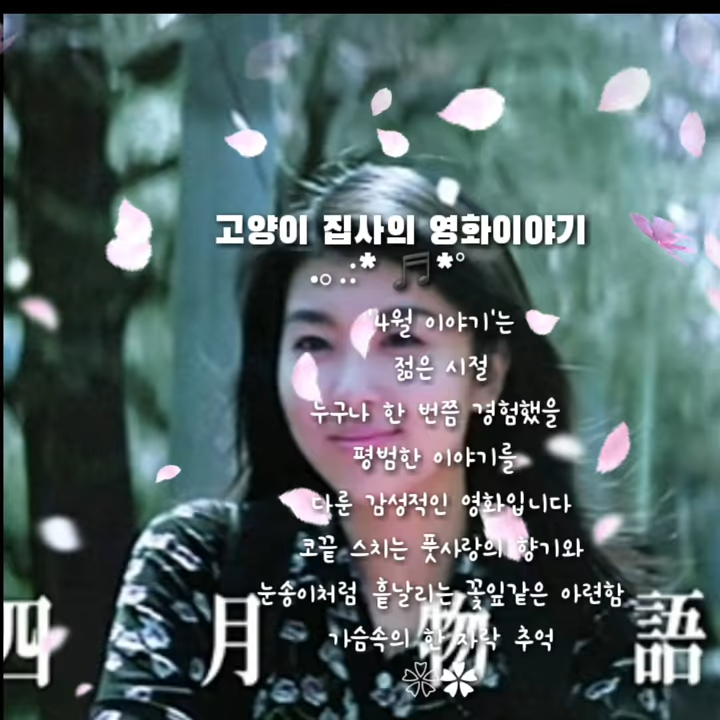 고양이 집사의 영화이야기
'4월 이야기'는
젊은 시절
누구나 한 번쯤 경험했을
평범한 이야기를
다룬 감성적인 영화입니다
코끝 스치는 풋사랑의 향기와
눈송이처럼 흩날리는 꽃잎같은 아련함
가슴속의 한 자락 추억
四月物語